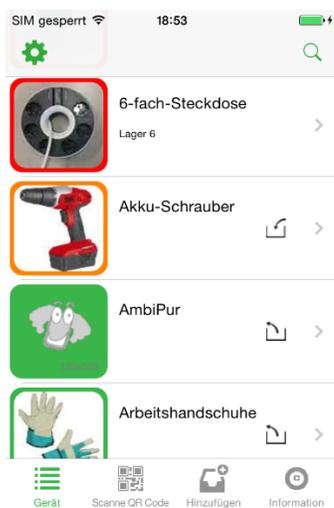 SIM gesperrt 18:53
6-fach-Steckdose
Lager 6
Akku-Schrauber
AmbiPur
Arbeitshandschuhe
Gerät Scanne QR Code Hinzufügen Information